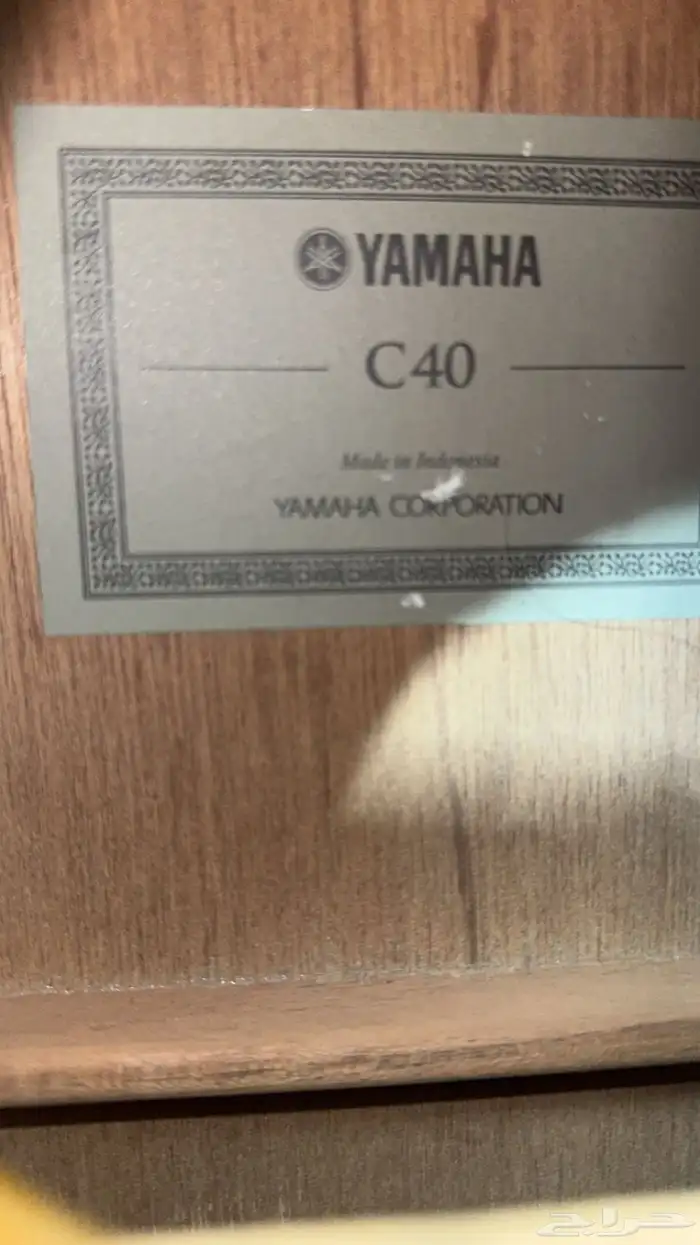 YAMAHA
C40
Made in Indonesia
YAMAHA CORPORATION
حراج